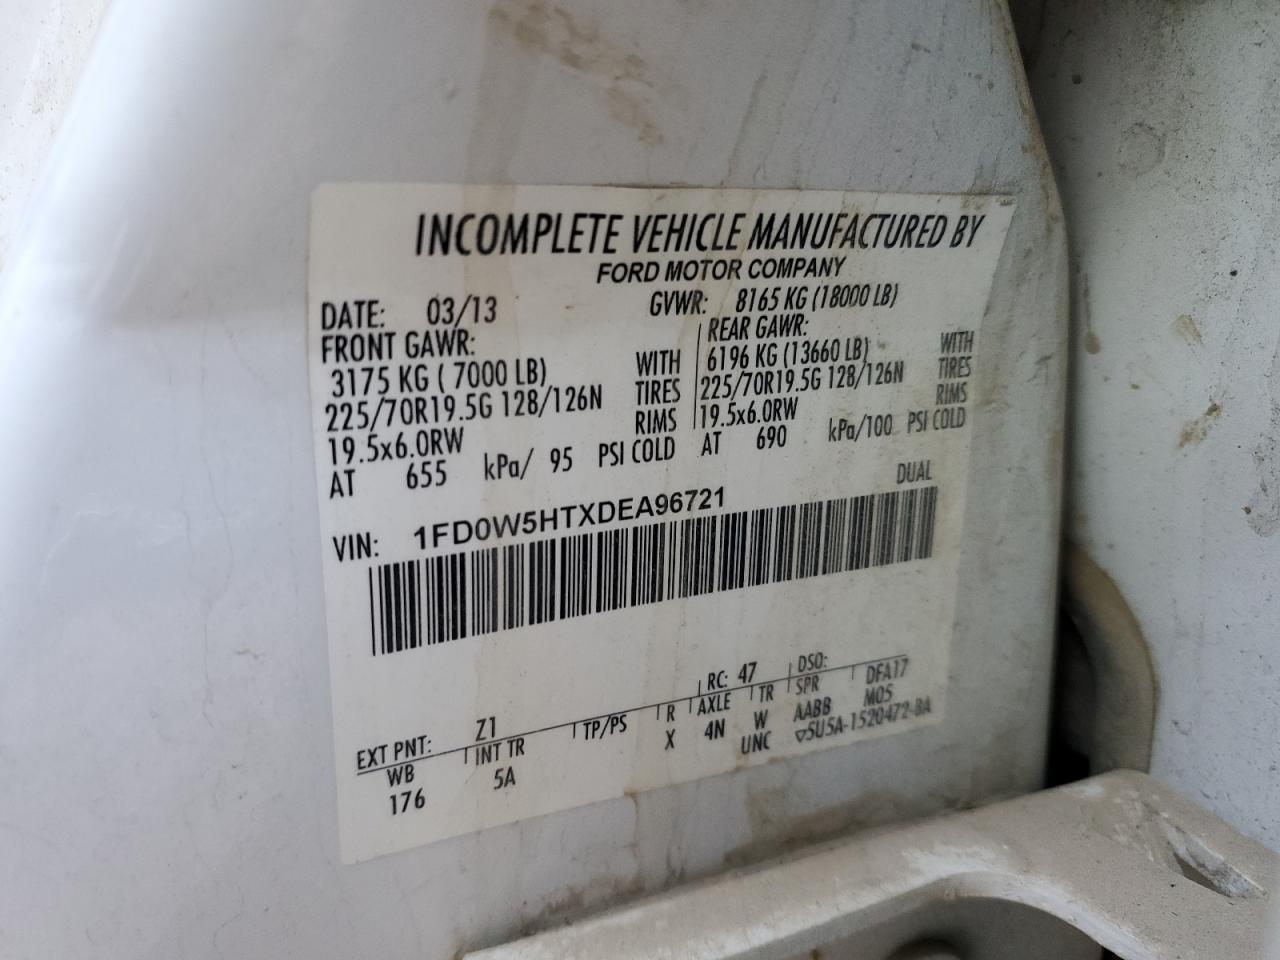 INCOMPLETE VEHICLE MANUFACTURED BY
FORD MOTOR COMPANY
DATE: 03/13 GVWR: 8165 KG (18000 LB)
FRONT GAWR: REAR GAWR:
3175 KG ( 7000 LB) WITH 6196 KG (13660 LB) WITH
225/70R19.5G 128/126N TIRES 225/70R19.5G 128/126N TIRES
19.5x6.0RW RIMS 19.5x6.0RW RIMS
AT 655 kPa/ 95 PSI COLD AT 690 kPa/100 PSI COLD
DUAL
VIN: 1FD0W5HTXDEA96721
EXT PNT: Z1 RC: 47 DSO:
WB INT TR TP/PS R AXLE TR SPR DFA17
176 5A X 4N W AABB M05
UNC ▽5U5A-1520472-BA